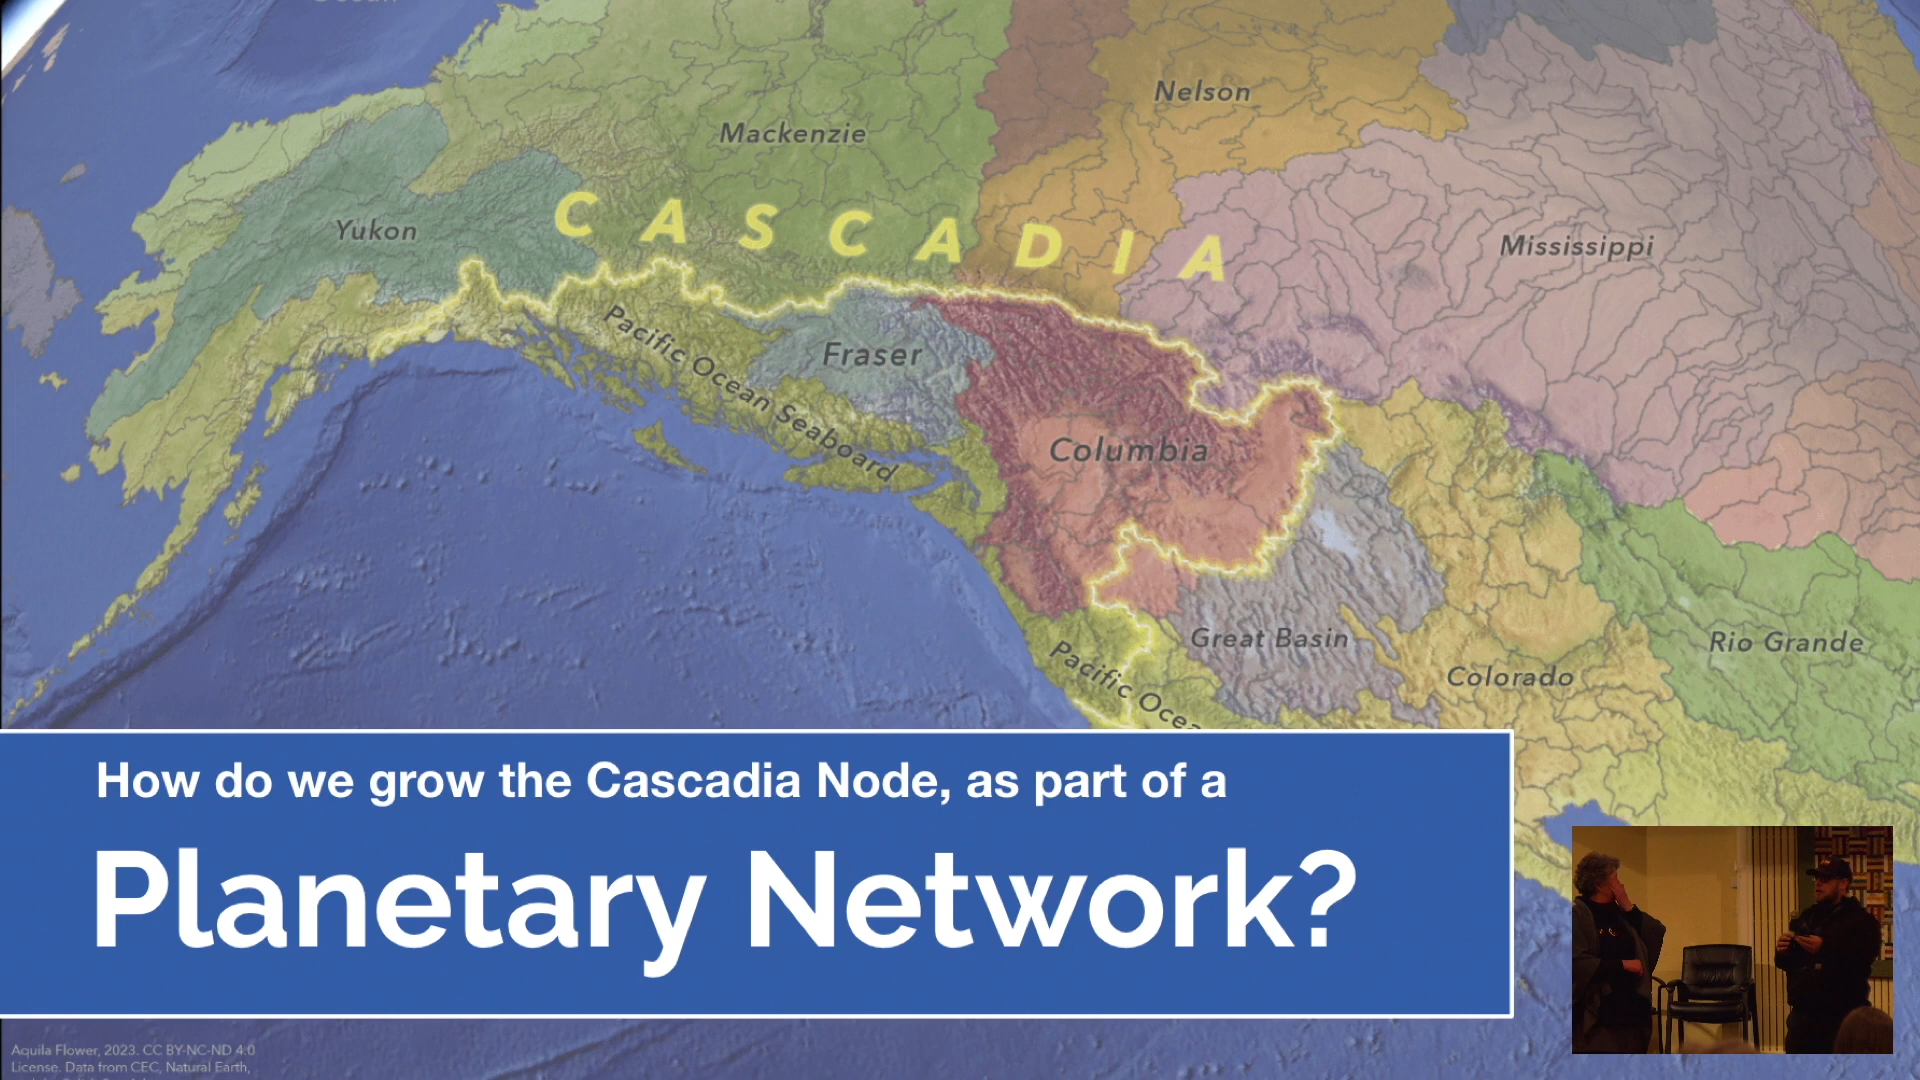 Ocean
Nelson
Mackenzie
CASCADIA
Yukon
Mississippi
Pacific Ocean Seaboard
Fraser
Columbia
Great Basin
Rio Grande
Colorado
Pacific Ocea
How do we grow the Cascadia Node, as part of a
Planetary Network?
Aquila Flower, 2023. CC BY-NC-ND 4.0
License. Data from CEC, Natural Earth,